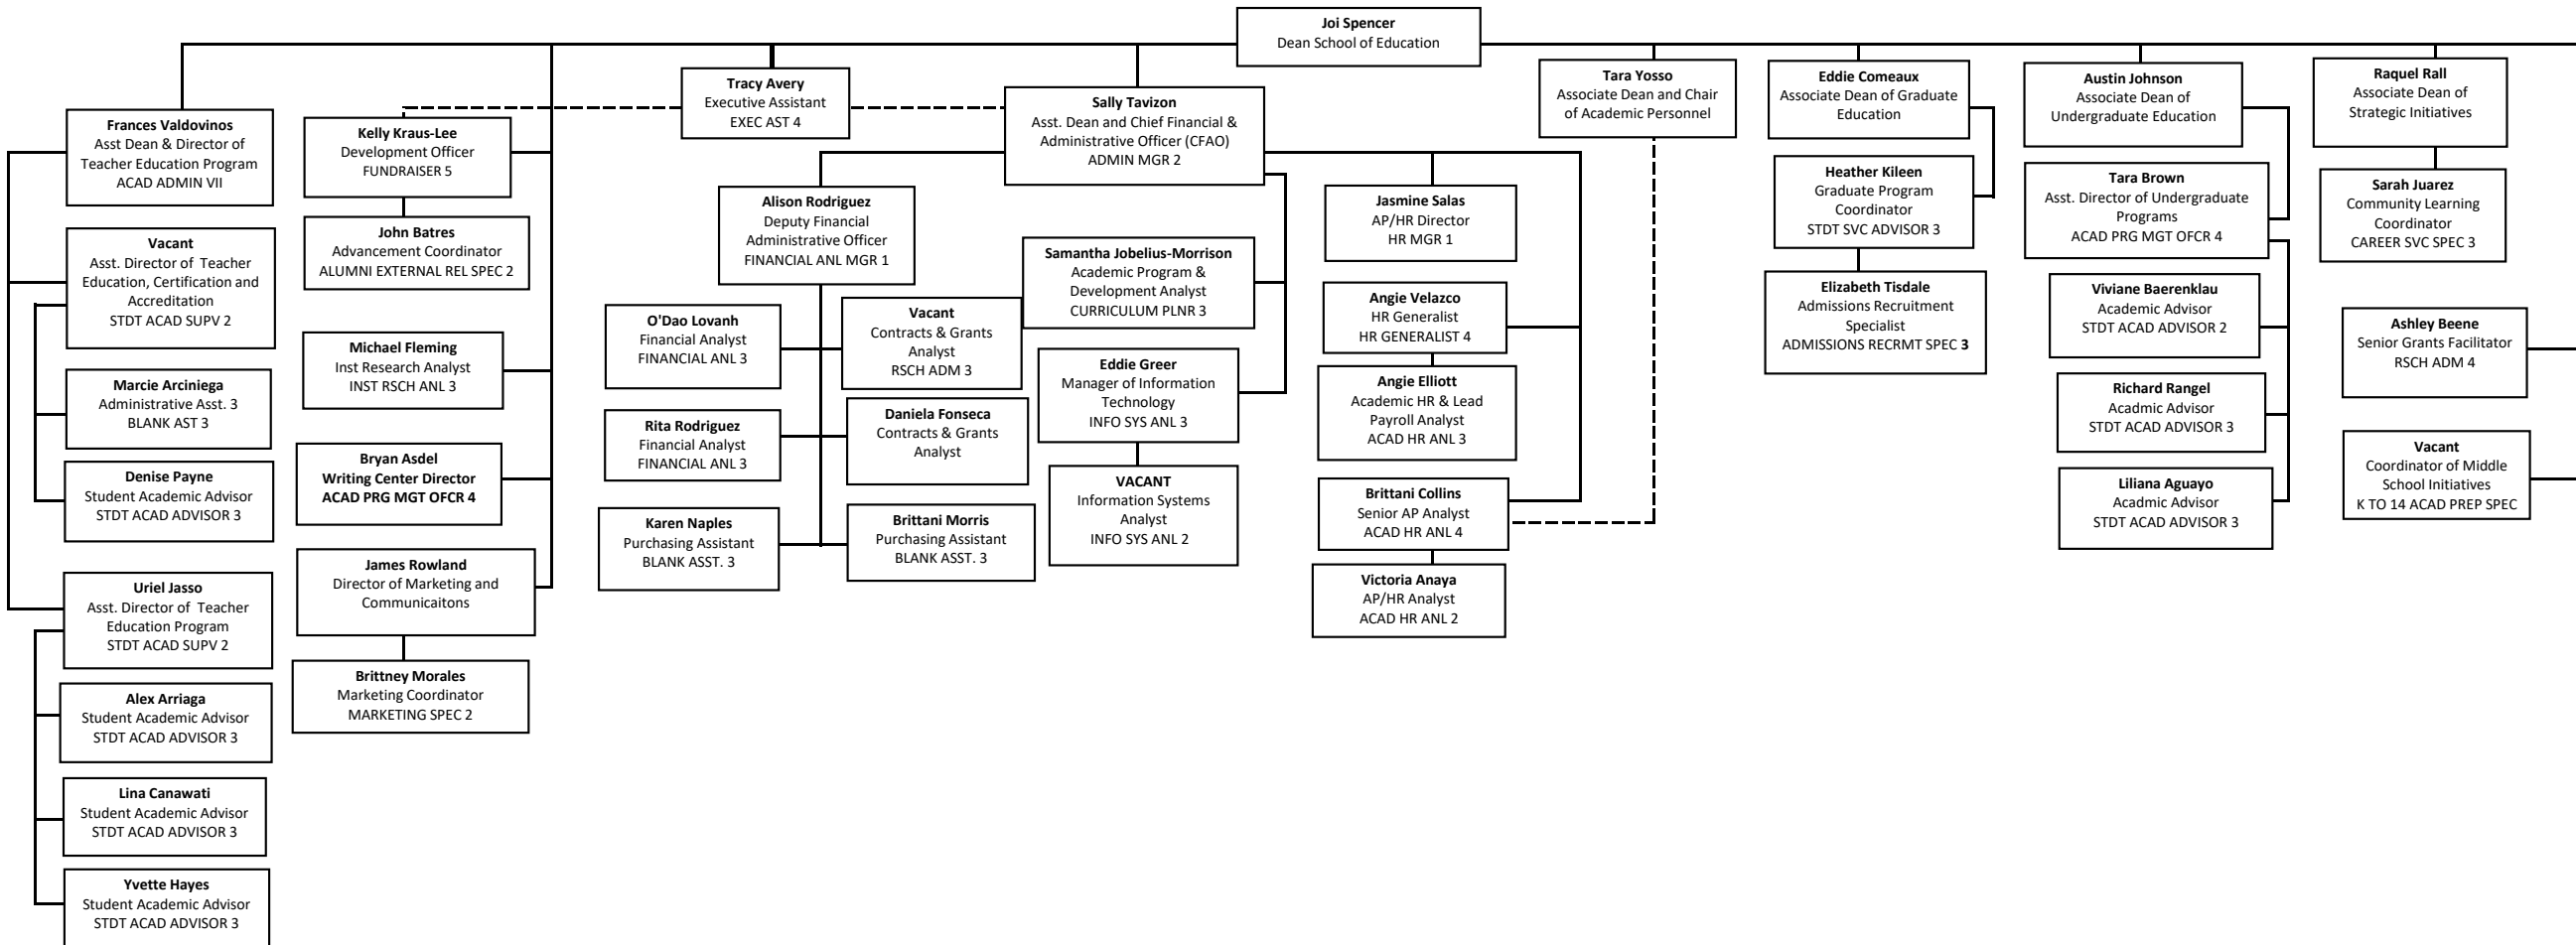 Joi Spencer
Dean School of Education
Frances Valdovinos
Asst Dean & Director of
Teacher Education Program
ACAD ADMIN VII
Vacant
Asst. Director of  Teacher
Education, Certification and
Accreditation
STDT ACAD SUPV 2
Marcie Arciniega
Administrative Asst. 3
BLANK AST 3
Denise Payne
Student Academic Advisor
STDT ACAD ADVISOR 3
Uriel Jasso
Asst. Director of  Teacher
Education Program
STDT ACAD SUPV 2
Alex Arriaga
Student Academic Advisor
STDT ACAD ADVISOR 3
Lina Canawati
Student Academic Advisor
STDT ACAD ADVISOR 3
Yvette Hayes
Student Academic Advisor
STDT ACAD ADVISOR 3
Kelly Kraus-Lee
Development Officer
FUNDRAISER 5
John Batres
Advancement Coordinator
ALUMNI EXTERNAL REL SPEC 2
Michael Fleming
Inst Research Analyst
INST RSCH ANL 3
Bryan Asdel
Writing Center Director
ACAD PRG MGT OFCR 4
James Rowland
Director of Marketing and
Communicaitons
Brittney Morales
Marketing Coordinator
MARKETING SPEC 2
Tracy Avery
Executive Assistant
EXEC AST 4
Sally Tavizon
Asst. Dean and Chief Financial &
Administrative Officer (CFAO)
ADMIN MGR 2
Alison Rodriguez
Deputy Financial
Administrative Officer
FINANCIAL ANL MGR 1
O'Dao Lovanh
Financial Analyst
FINANCIAL ANL 3
Vacant
Contracts & Grants
Analyst
RSCH ADM 3
Rita Rodriguez
Financial Analyst
FINANCIAL ANL 3
Daniela Fonseca
Contracts & Grants
Analyst
Karen Naples
Purchasing Assistant
BLANK ASST. 3
Brittani Morris
Purchasing Assistant
BLANK ASST. 3
Samantha Jobelius-Morrison
Academic Program &
Development Analyst
CURRICULUM PLNR 3
Eddie Greer
Manager of Information
Technology
INFO SYS ANL 3
VACANT
Information Systems
Analyst
INFO SYS ANL 2
Jasmine Salas
AP/HR Director
HR MGR 1
Angie Velazco
HR Generalist
HR GENERALIST 4
Angie Elliott
Academic HR & Lead
Payroll Analyst
ACAD HR ANL 3
Brittani Collins
Senior AP Analyst
ACAD HR ANL 4
Victoria Anaya
AP/HR Analyst
ACAD HR ANL 2
Tara Yosso
Associate Dean and Chair
of Academic Personnel
Eddie Comeaux
Associate Dean of Graduate
Education
Heather Kileen
Graduate Program
Coordinator
STDT SVC ADVISOR 3
Elizabeth Tisdale
Admissions Recruitment
Specialist
ADMISSIONS RECRMT SPEC 3
Austin Johnson
Associate Dean of
Undergraduate Education
Tara Brown
Asst. Director of Undergraduate
Programs
ACAD PRG MGT OFCR 4
Viviane Baerenklau
Academic Advisor
STDT ACAD ADVISOR 2
Richard Rangel
Acadmic Advisor
STDT ACAD ADVISOR 3
Liliana Aguayo
Acadmic Advisor
STDT ACAD ADVISOR 3
Raquel Rall
Associate Dean of
Strategic Initiatives
Sarah Juarez
Community Learning
Coordinator
CAREER SVC SPEC 3
Ashley Beene
Senior Grants Facilitator
RSCH ADM 4
Vacant
Coordinator of Middle
School Initiatives
K TO 14 ACAD PREP SPEC